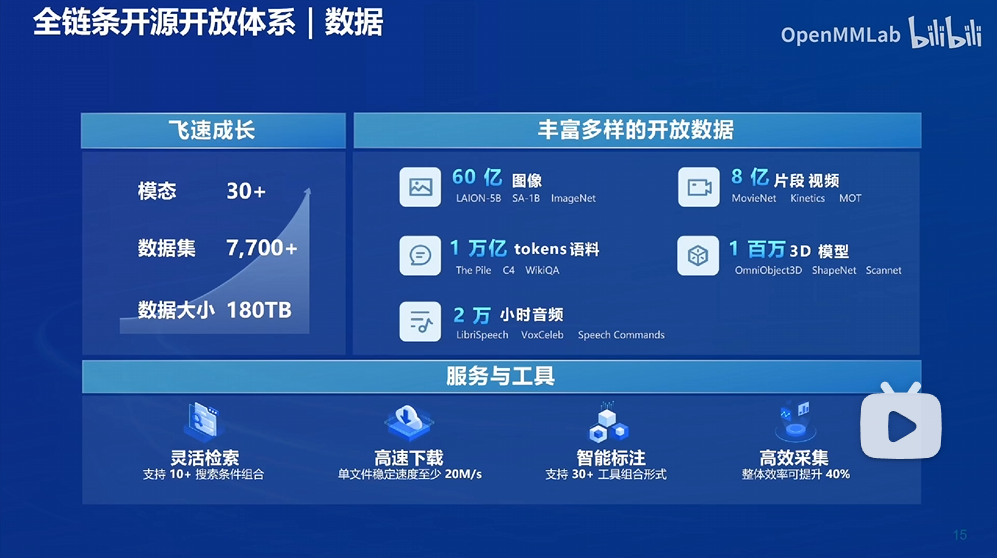 全链条开源开放体系｜数据
OpenMMLab bilibili
飞速成长
模态 30+
数据集 7,700+
数据大小 180TB
丰富多样的开放数据
60 亿 图像
LAION-5B SA-1B ImageNet
8 亿 片段 视频
MovieNet Kinetics MOT
1 万亿 tokens 语料
The Pile C4 WikiQA
1 百万 3D 模型
OmniObject3D ShapeNet Scannet
2 万 小时音频
LibriSpeech VoxCeleb Speech Commands
服务与工具
灵活检索
支持 10+ 搜索条件组合
高速下载
单文件稳定速度至少 20M/s
智能标注
支持 30+ 工具组合形式
高效采集
整体效率可提升 40%
15